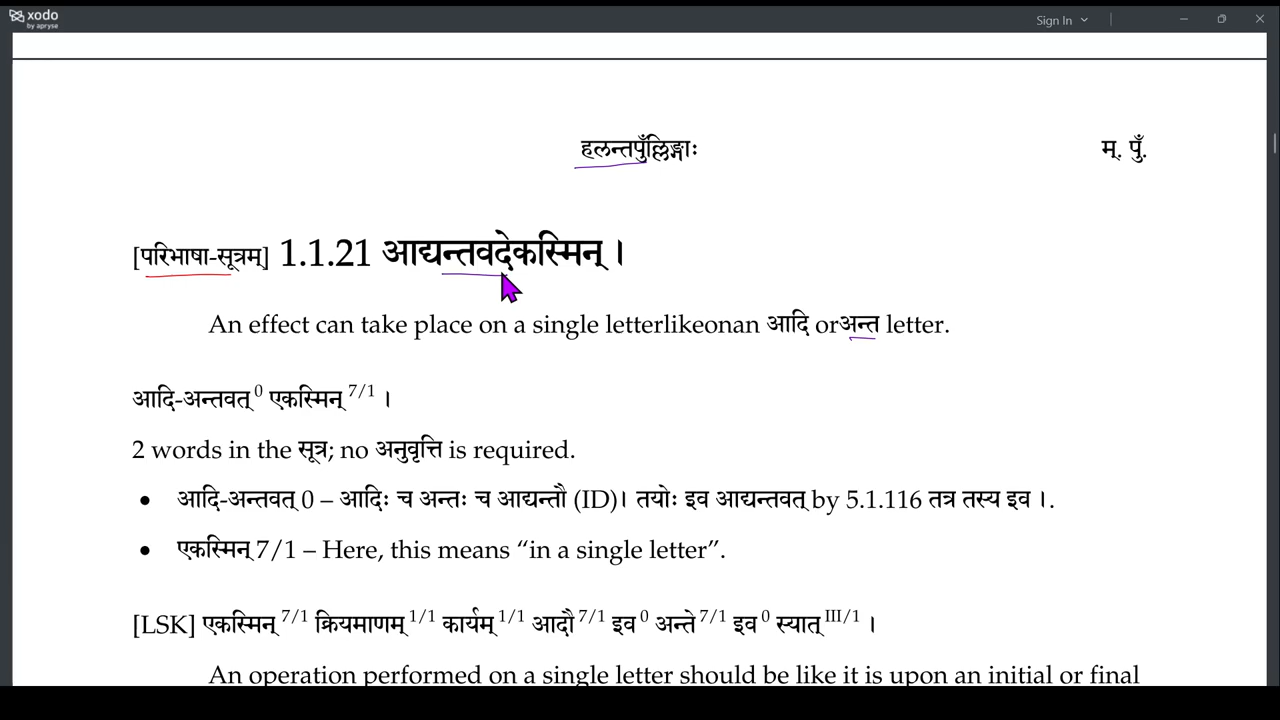 xodo
by apryse
Sign In
हलन्तपुँल्लिङ्गाः म्. पुँ.
[परिभाषा-सूत्रम्] 1.1.21 आद्यन्तवदेकस्मिन् ।
An effect can take place on a single letterlikeonan आदि orअन्त letter.
आदि-अन्तवत् 0 एकस्मिन् 7/1 ।
2 words in the सूत्र; no अनुवृत्ति is required.
• आदि-अन्तवत् 0 – आदिः च अन्तः च आद्यन्तौ (ID)। तयोः इव आद्यन्तवत् by 5.1.116 तत्र तस्य इव ।.
• एकस्मिन् 7/1 – Here, this means “in a single letter”.
[LSK] एकस्मिन् 7/1 क्रियमाणम् 1/1 कार्यम् 1/1 आदौ 7/1 इव 0 अन्ते 7/1 इव 0 स्यात् III/1 ।
An operation performed on a single letter should be like it is upon an initial or final